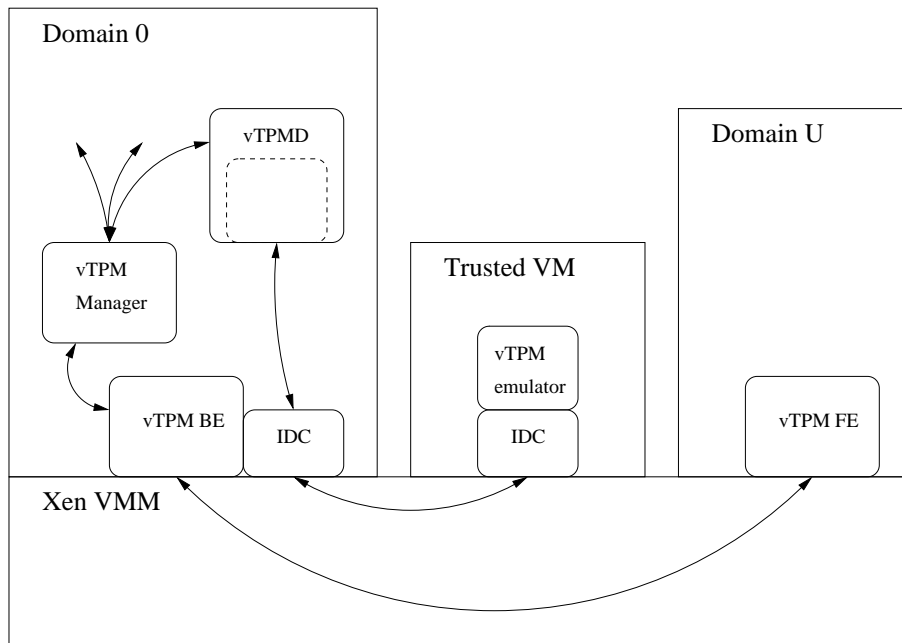 Domain 0
vTPMD
Domain U
vTPM
Manager
Trusted VM
vTPM
emulator
vTPM BE
IDC
IDC
vTPM FE
Xen VMM